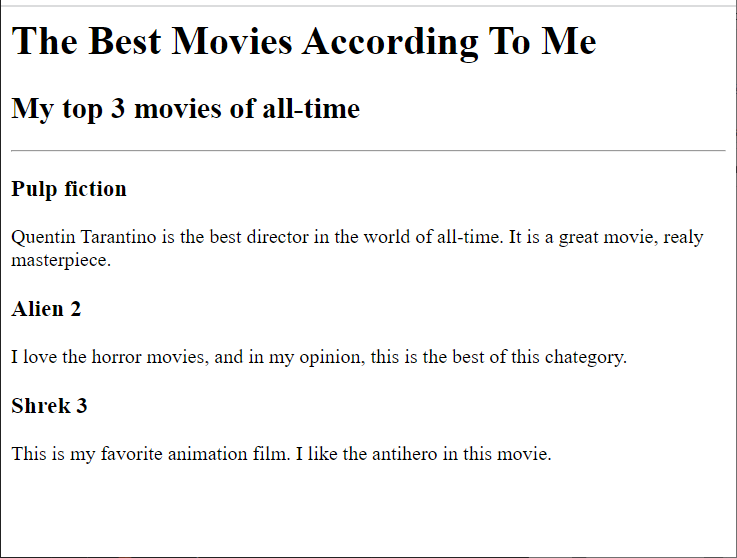 The Best Movies According To Me
My top 3 movies of all-time
Pulp fiction
Quentin Tarantino is the best director in the world of all-time. It is a great movie, realy
masterpiece.
Alien 2
I love the horror movies, and in my opinion, this is the best of this chategory.
Shrek 3
This is my favorite animation film. I like the antihero in this movie.